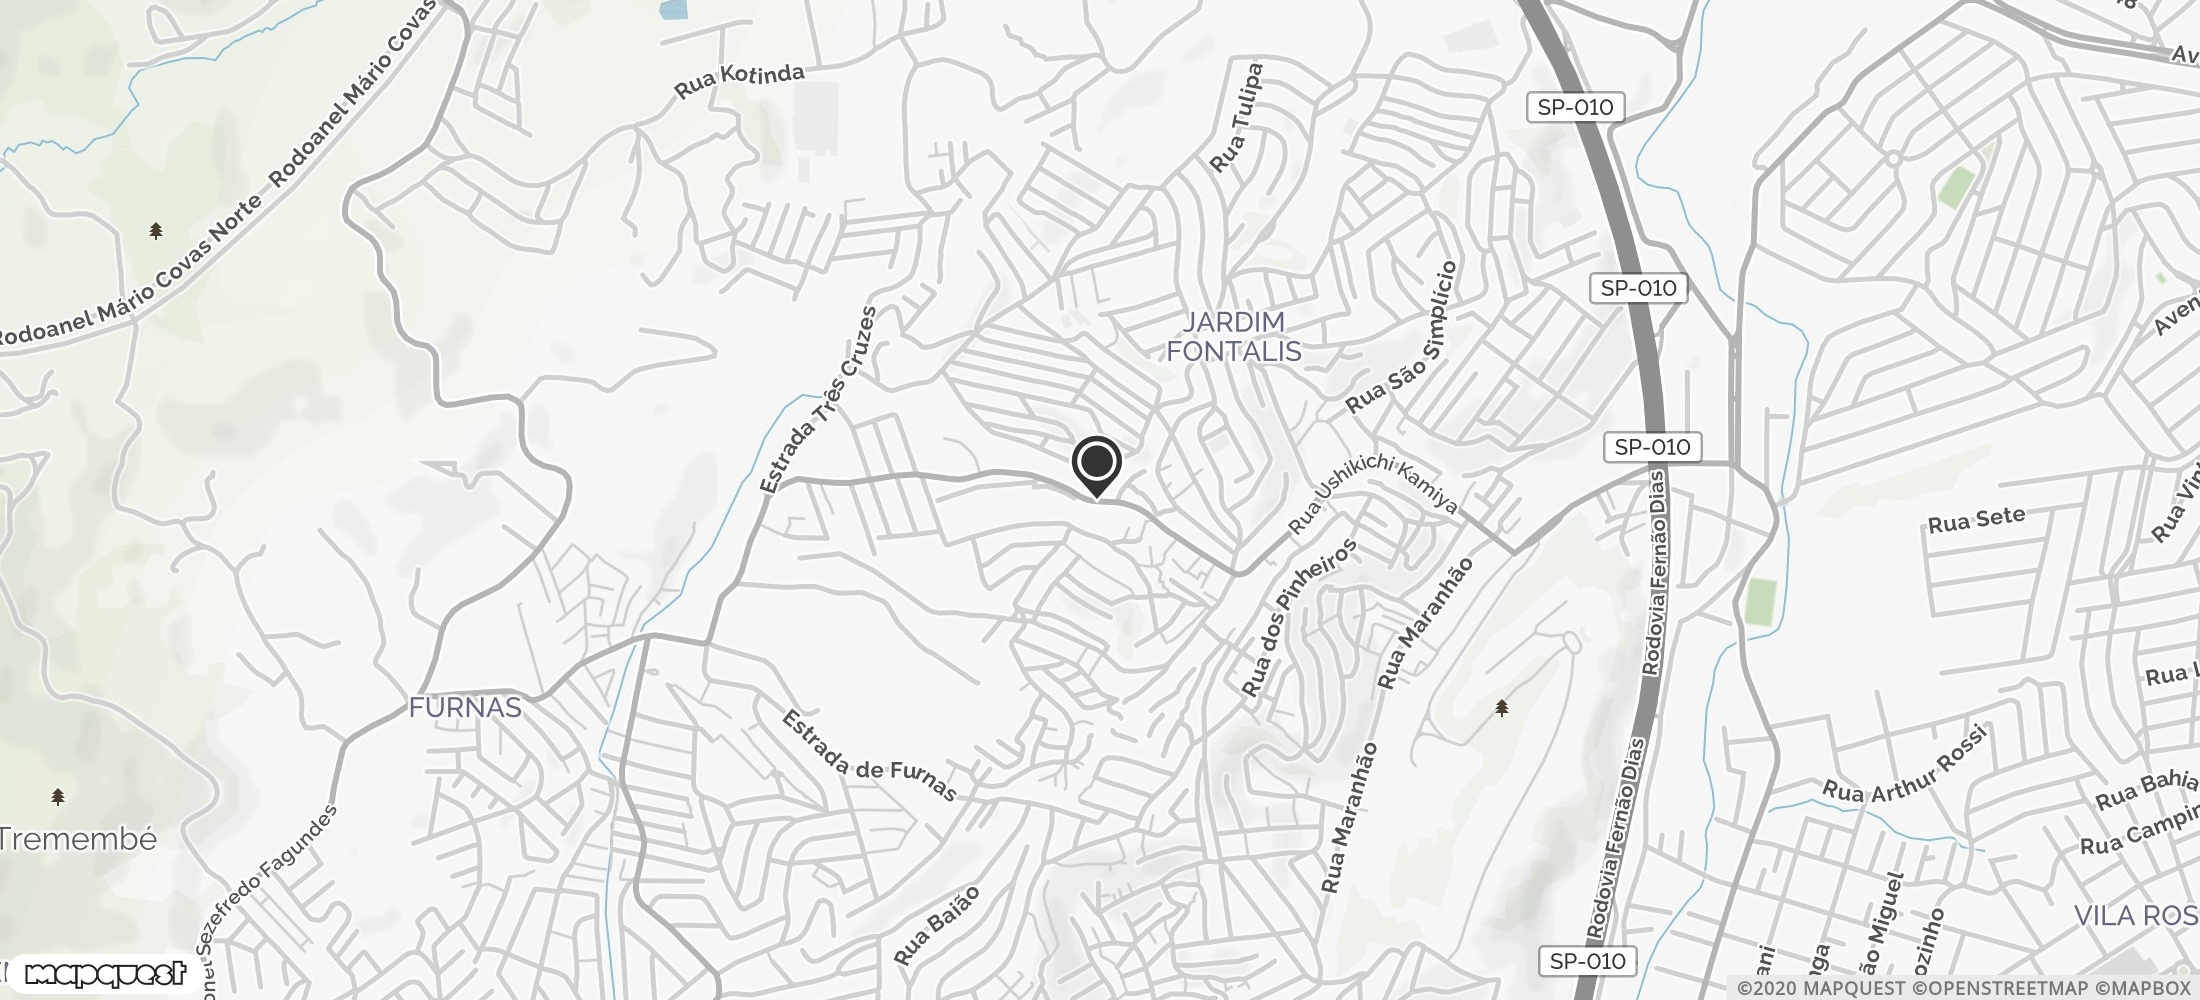 Rodoanel Mário Covas
Rua Kotinda
Rua Tulipa
SP-010
Rodoanel Mário Covas Norte
SP-010
Rodoanel Mário Covas
JARDIM
FONTALIS
Estrada Três Cruzes
Rua São Simplício
SP-010
Rua Ushikichi Kamiya
Rua Sete
Rodovia Fernão Dias
Rua dos Pinheiros
Rua Maranhão
FURNAS
Estrada de Furnas
Rua Arthur Rossi
Rua Bahia
Rua Maranhão
Rodovia Fernão Dias
Tremembé
Sezefredo Fagundes
Rua Baião
VILA ROS
Miguel
SP-010
mapquest
©2020 MAPQUEST ©OPENSTREETMAP ©MAPBOX